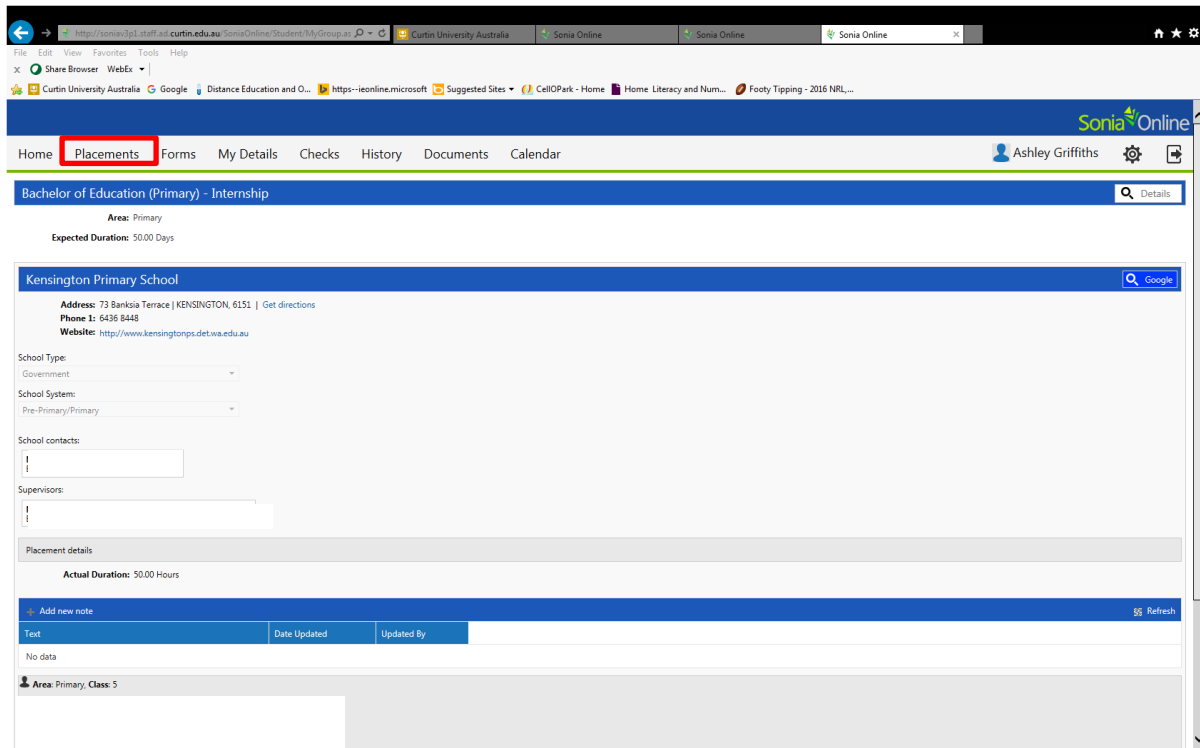 http://soniav3p1.staff.ad.curtin.edu.au/SoniaOnline/Student/MyGroup.as Curtin University Australia Sonia Online Sonia Online Sonia Online
File Edit View Favorites Tools Help
x Share Browser WebEx
Curtin University Australia Google Distance Education and O... https--ieonline.microsoft Suggested Sites CellOPark - Home Home Literacy and Num... Footy Tipping - 2016 NRL,...
Sonia Online
Home Placements Forms My Details Checks History Documents Calendar Ashley Griffiths
Bachelor of Education (Primary) - Internship Details
Area: Primary
Expected Duration: 50.00 Days
Kensington Primary School Google
Address: 73 Banksia Terrace | KENSINGTON, 6151 | Get directions
Phone 1: 6436 8448
Website: http://www.kensingtonps.det.wa.edu.au
School Type:
Government
School System:
Pre-Primary/Primary
School contacts:
Supervisors:
Placement details
Actual Duration: 50.00 Hours
+ Add new note Refresh
Text Date Updated Updated By
No data
Area: Primary, Class: 5